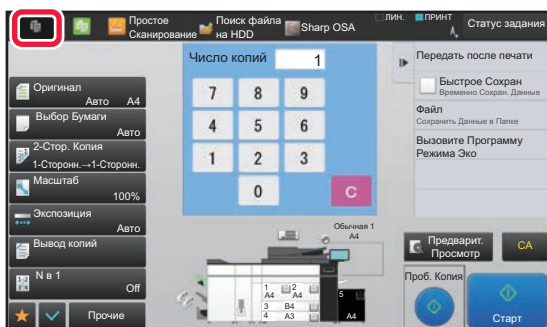 Простое
Сканирование
Поиск файла
на HDD
Sharp OSA
ЛИН.
ПРИНТ
Статус задания
Число копий
1
7 8 9
4 5 6
1 2 3
0
C
Оригинал
Авто A4
Выбор Бумаги
Авто
2-Стор. Копия
1-Сторонн.→1-Сторонн.
Масштаб
100%
Экспозиция
Авто
Вывод копий
N в 1
Off
Прочие
Передать после печати
Быстрое Сохран
Временно Сохран. Данные
Файл
Сохранить Данные в Папке
Вызовите Программу
Режима Эко
Обычная 1
A4
1 A4
2 A4
3 B4
4 A3
5 A4
Предварит.
Просмотр
CA
Проб. Копия
Старт